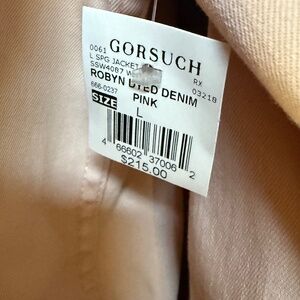 0061 GORSUCH
L SPG JACKET RX
SSW4087 03218
ROBYN DYED DENIM
666-0237 PINK
SIZE L
4 66602 37006 2
$215.00